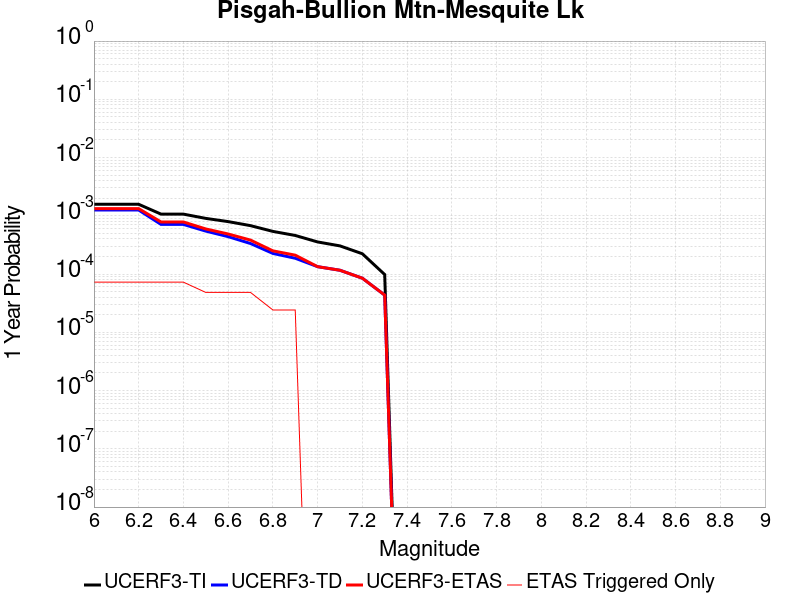 Pisgah-Bullion Mtn-Mesquite Lk
10^0
10^-1
10^-2
10^-3
10^-4
10^-5
10^-6
10^-7
10^-8
1 Year Probability
6 6.2 6.4 6.6 6.8 7 7.2 7.4 7.6 7.8 8 8.2 8.4 8.6 8.8 9
Magnitude
UCERF3-TI UCERF3-TD UCERF3-ETAS ETAS Triggered Only